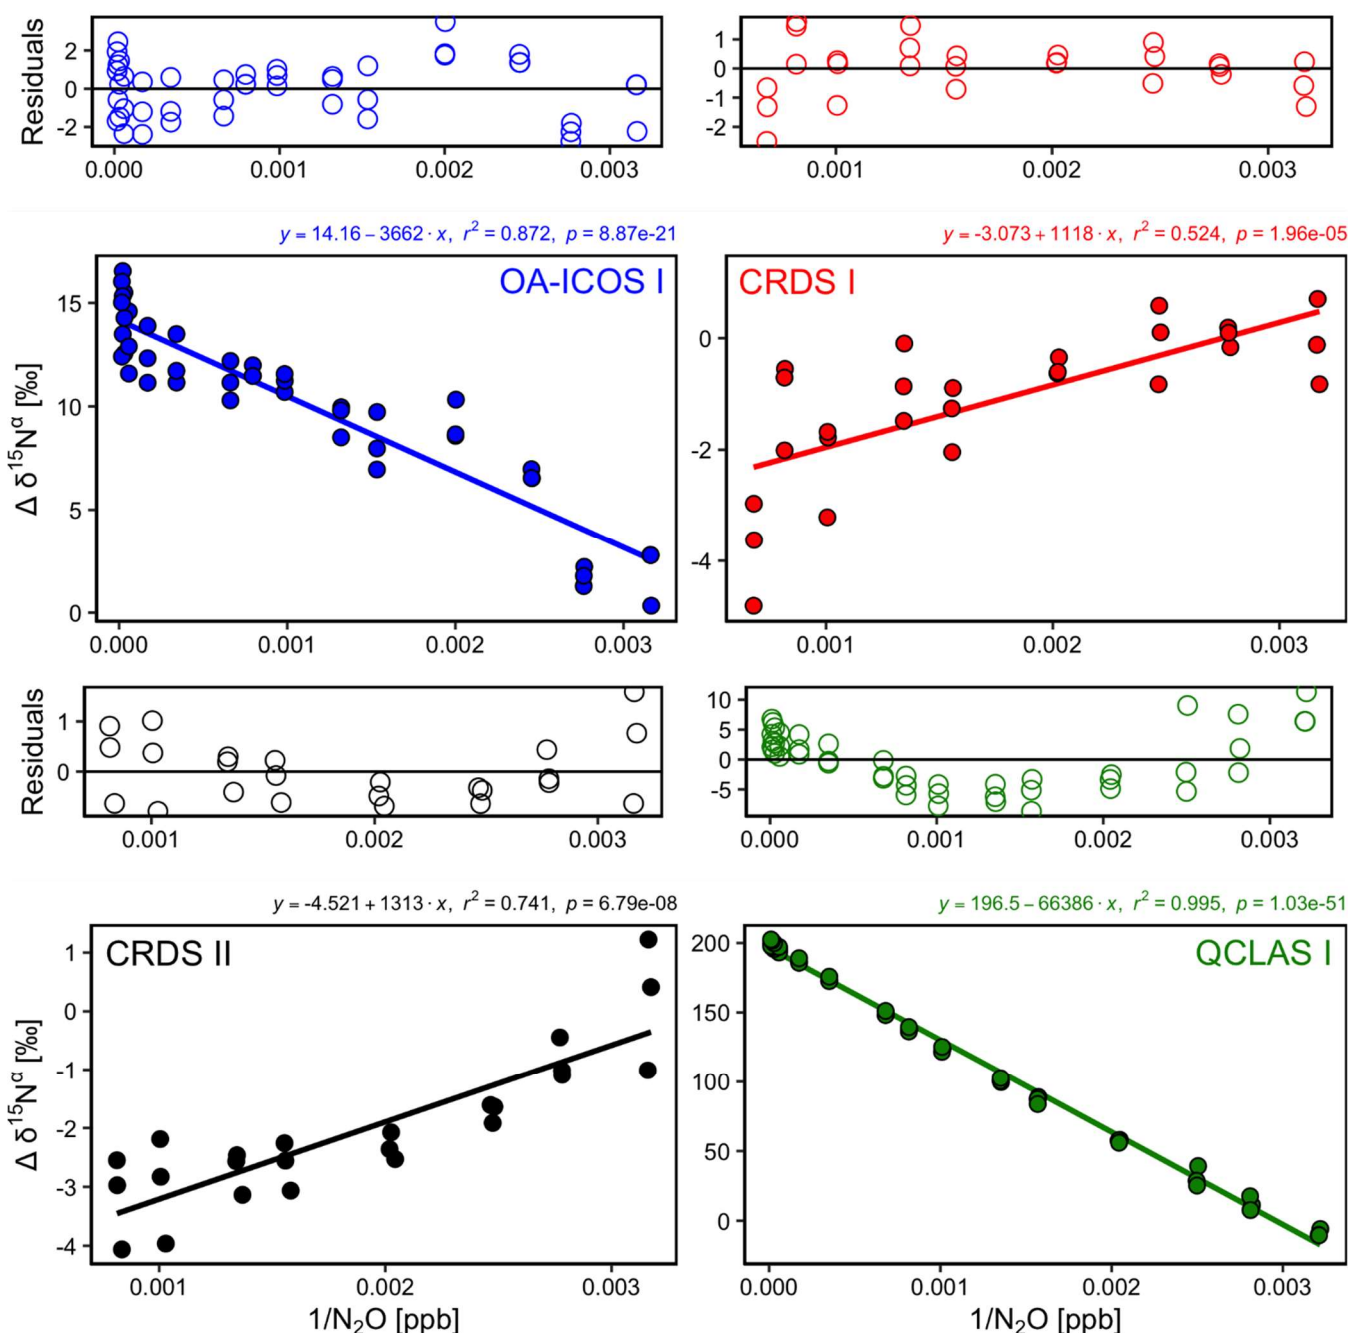 Residuals
2
0
-2
0.000 0.001 0.002 0.003
1
0
-1
-2
0.001 0.002 0.003
y = 14.16 – 3662 · x, r² = 0.872, p = 8.87e-21
OA-ICOS I
Δ δ¹⁵Nᵅ [‰]
15
10
5
0
0.000 0.001 0.002 0.003
y = -3.073 + 1118 · x, r² = 0.524, p = 1.96e-05
CRDS I
0
-2
-4
0.001 0.002 0.003
Residuals
1
0
0.001 0.002 0.003
10
5
0
-5
0.000 0.001 0.002 0.003
y = -4.521 + 1313 · x, r² = 0.741, p = 6.79e-08
CRDS II
Δ δ¹⁵Nᵅ [‰]
1
0
-1
-2
-3
-4
0.001 0.002 0.003
1/N₂O [ppb]
y = 196.5 – 66386 · x, r² = 0.995, p = 1.03e-51
QCLAS I
200
150
100
50
0
0.000 0.001 0.002 0.003
1/N₂O [ppb]